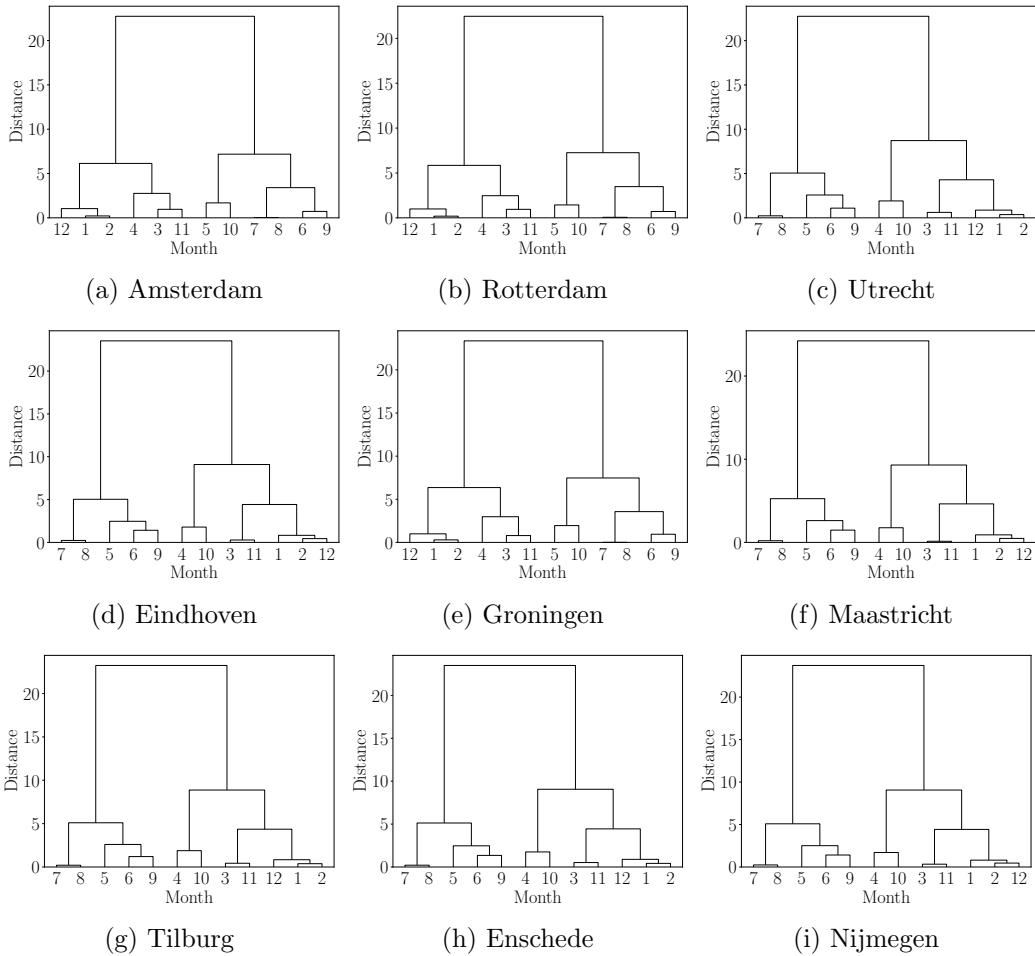 20
15
10
5
0
Distance
12 1 2 4 3 11 5 10 7 8 6 9
Month
(a) Amsterdam
20
15
10
5
0
Distance
12 1 2 4 3 11 5 10 7 8 6 9
Month
(b) Rotterdam
20
15
10
5
0
Distance
7 8 5 6 9 4 10 3 11 12 1 2
Month
(c) Utrecht
20
15
10
5
0
Distance
7 8 5 6 9 4 10 3 11 1 2 12
Month
(d) Eindhoven
20
15
10
5
0
Distance
12 1 2 4 3 11 5 10 7 8 6 9
Month
(e) Groningen
20
10
0
Distance
7 8 5 6 9 4 10 3 11 1 2 12
Month
(f) Maastricht
20
15
10
5
0
Distance
7 8 5 6 9 4 10 3 11 12 1 2
Month
(g) Tilburg
20
15
10
5
0
Distance
7 8 5 6 9 4 10 3 11 12 1 2
Month
(h) Enschede
20
15
10
5
0
Distance
7 8 5 6 9 4 10 3 11 1 2 12
Month
(i) Nijmegen